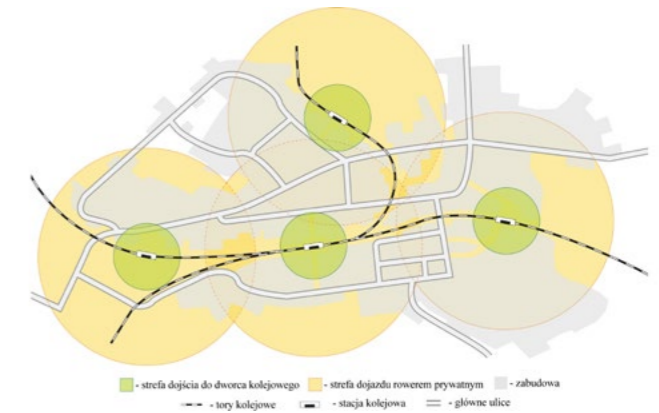 - strefa dojścia do dworca kolejowego - strefa dojazdu rowerem prywatnym - zabudowa
- tory kolejowe - stacja kolejowa - główne ulice